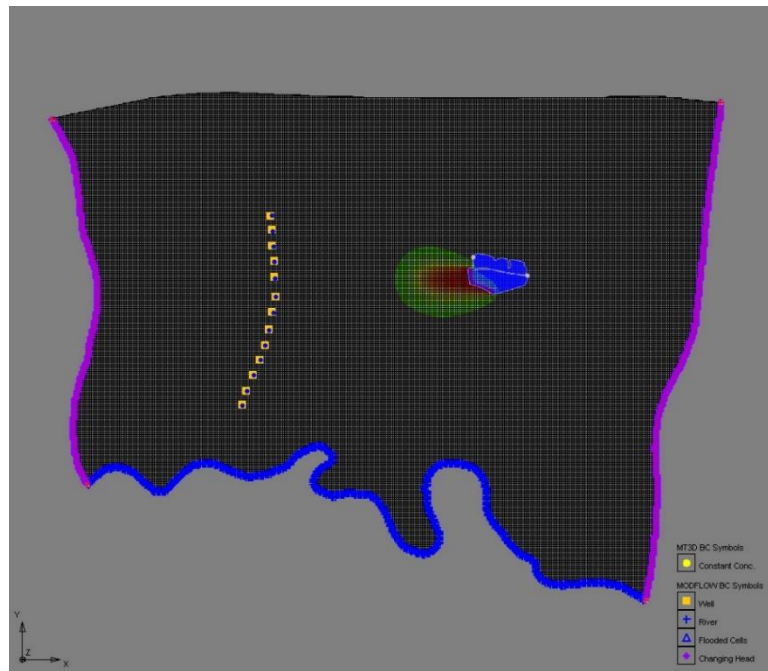 MT3D BC Symbols
Constant Conc.
MODFLOW BC Symbols
Well
River
Flooded Cells
Changing Head
Y
Z
X